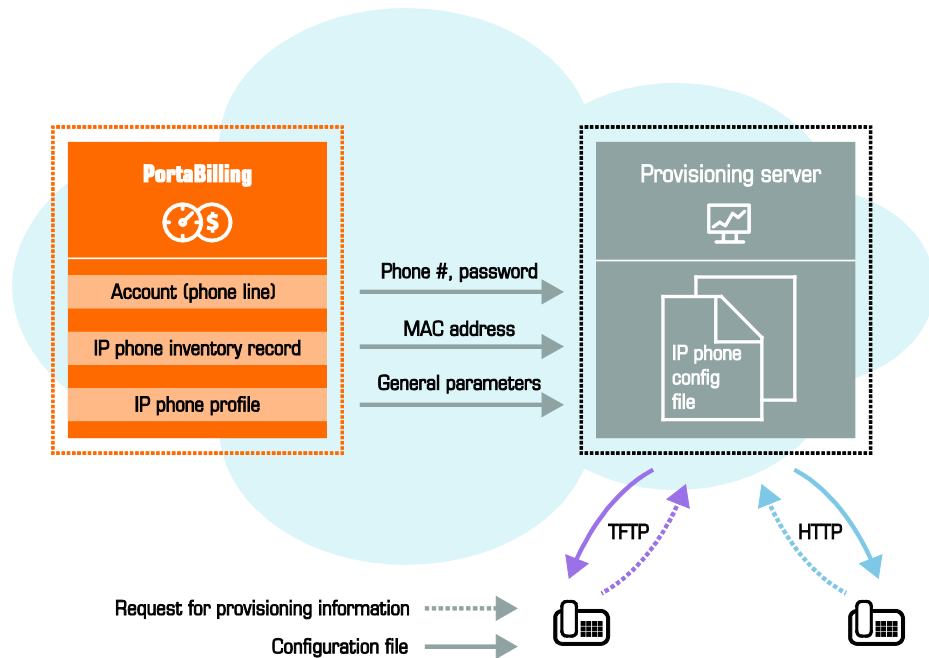 PortaBilling
$
Account (phone line)
IP phone inventory record
IP phone profile
Phone #, password
MAC address
General parameters
Provisioning server
IP phone
config
file
TFTP
HTTP
Request for provisioning information
Configuration file